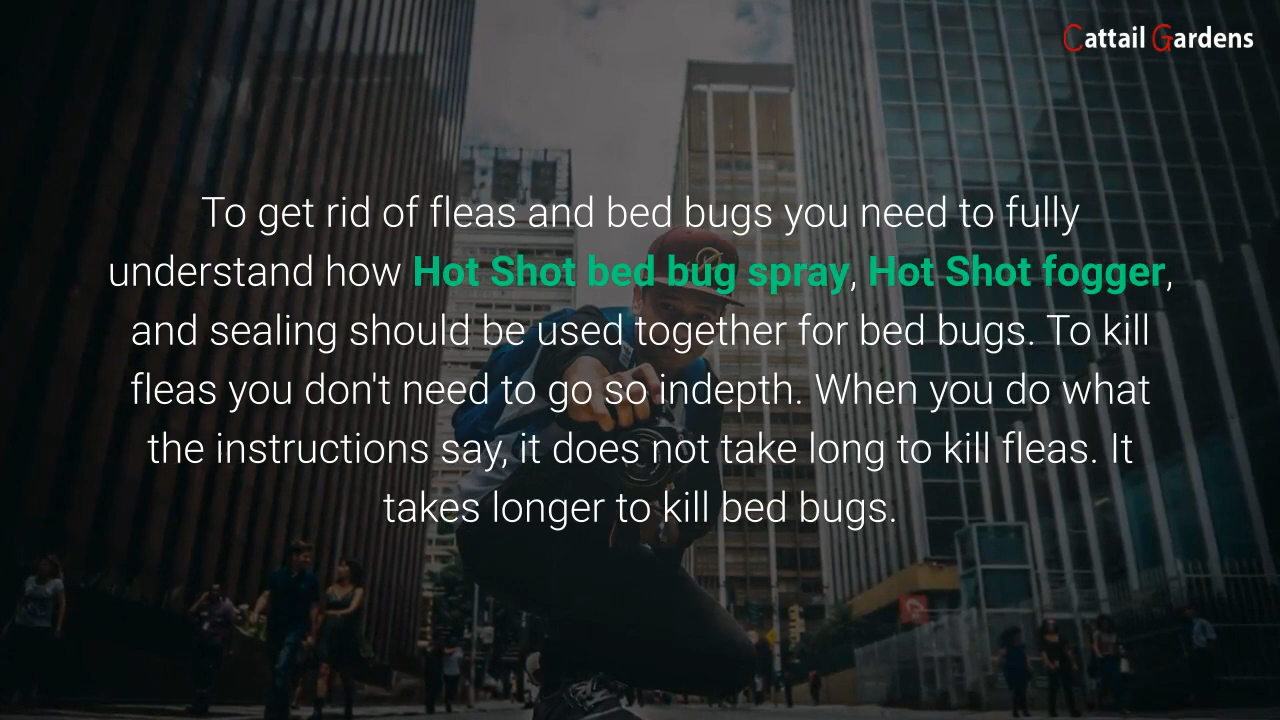 Cattail Gardens
To get rid of fleas and bed bugs you need to fully
understand how Hot Shot bed bug spray, Hot Shot fogger,
and sealing should be used together for bed bugs. To kill
fleas you don't need to go so indepth. When you do what
the instructions say, it does not take long to kill fleas. It
takes longer to kill bed bugs.